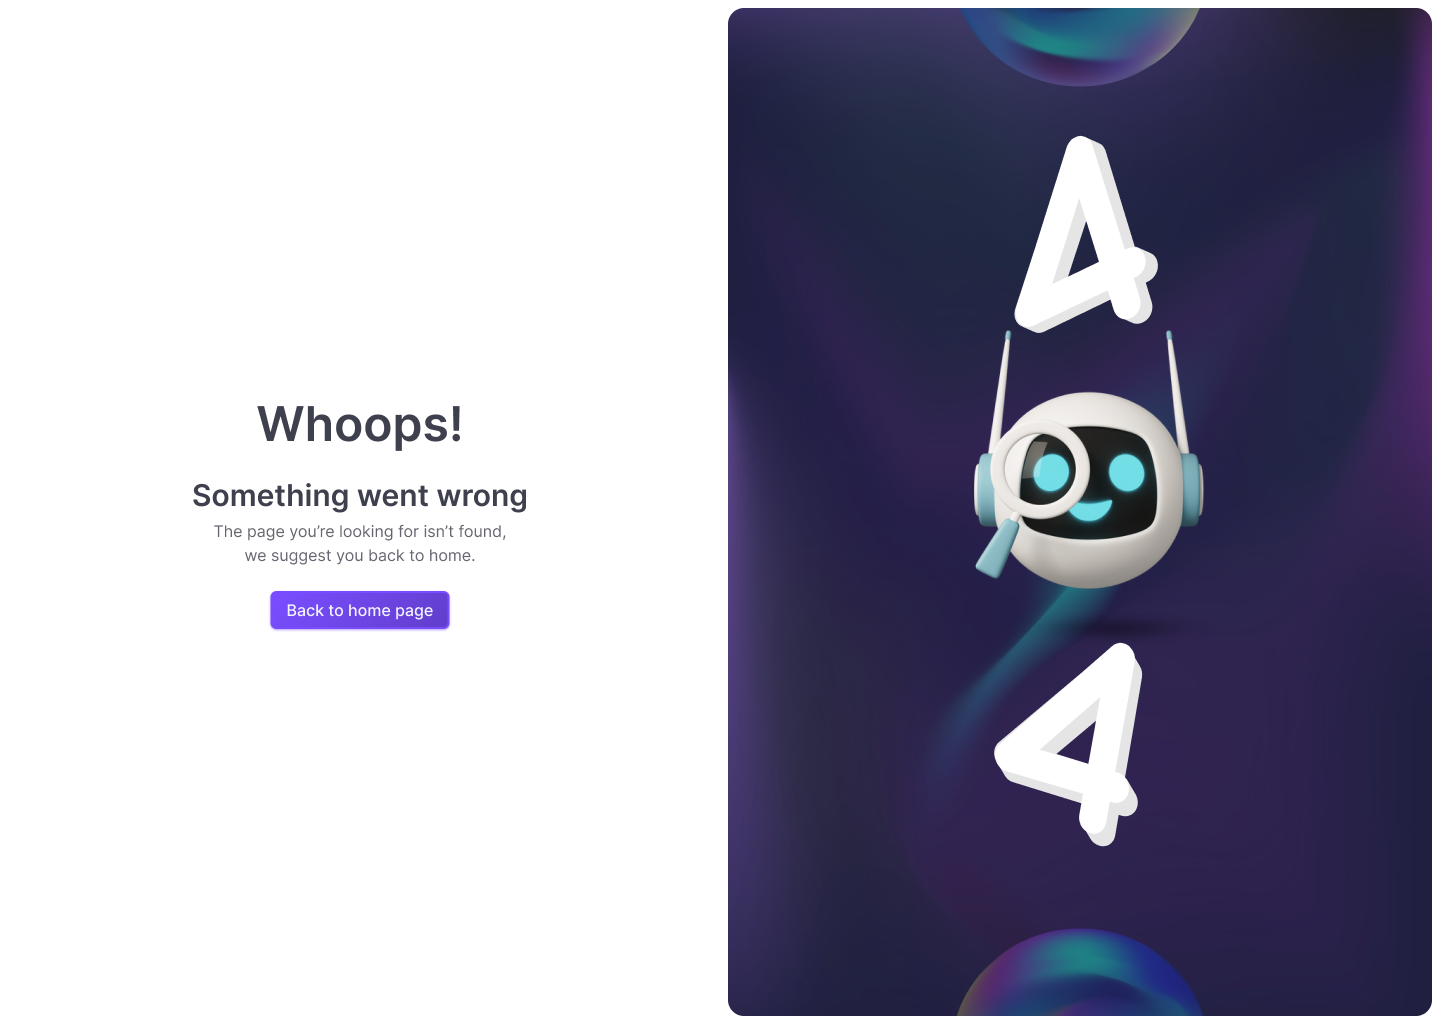 Whoops!
Something went wrong
The page you’re looking for isn’t found,
we suggest you back to home.
Back to home page
4
4